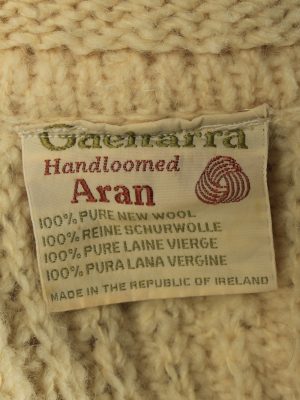 Gaeltarra
Handloomed
Aran
100% PURE NEW WOOL
100% REINE SCHURWOLLE
100% PURE LAINE VIERGE
100% PURA LANA VERGINE
MADE IN THE REPUBLIC OF IRELAND